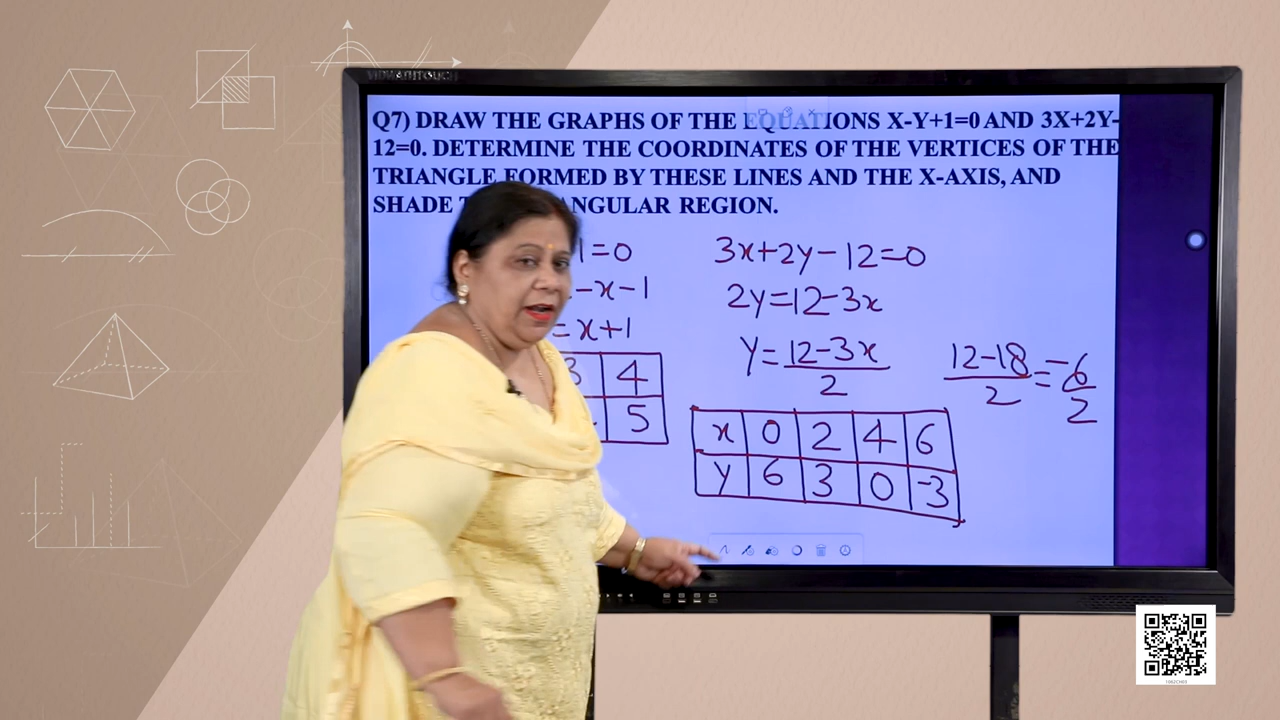 Q7) DRAW THE GRAPHS OF THE EQUATIONS X-Y+1=0 AND 3X+2Y-
12=0. DETERMINE THE COORDINATES OF THE VERTICES OF THE
TRIANGLE FORMED BY THESE LINES AND THE X-AXIS, AND
SHADE ANGULAR REGION.
1=0
-x-1
=x+1
3 4
5
3x+2y-12=0
2y=12-3x
y=12-3x/2
12-18/2=-6/2
x 0 2 4 6
y 6 3 0 -3
1062CH03